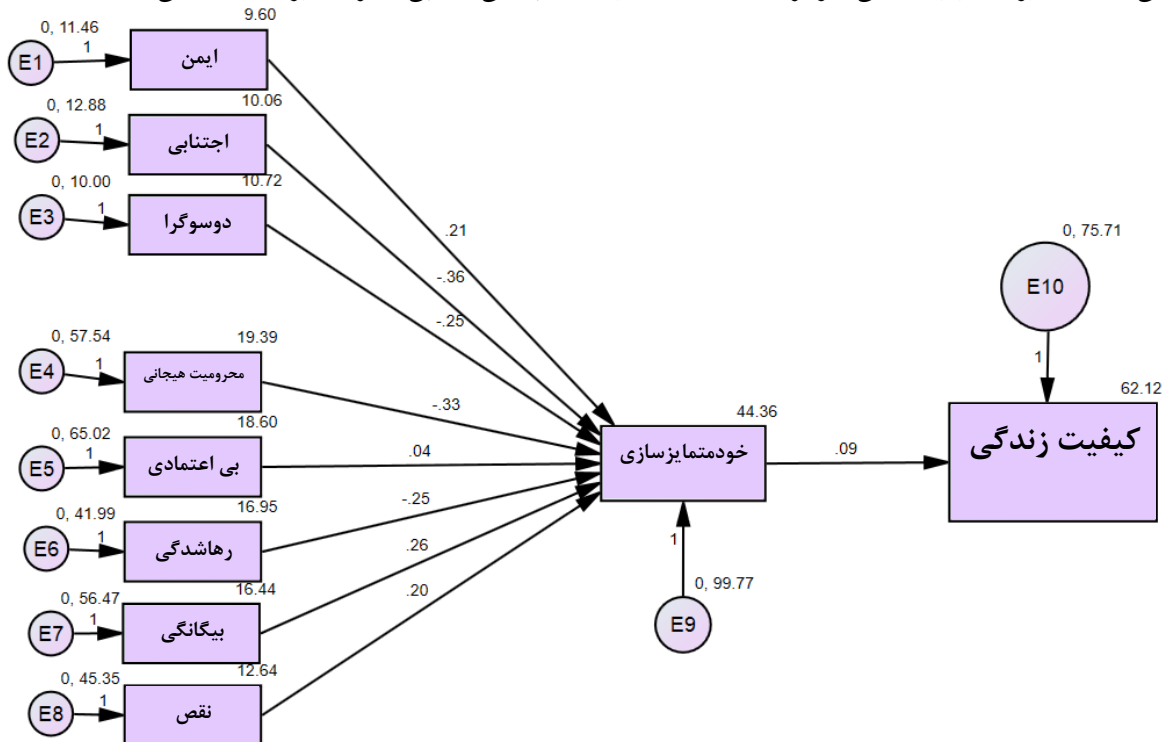 0, 11.46
9.60
E1
1
ایمن
0, 12.88
10.06
E2
1
اجتنابی
0, 10.00
10.72
E3
1
دوسوگرا
.21
-.36
-.25
0, 57.54
19.39
E4
1
محرومیت هیجانی
-.33
0, 65.02
18.60
E5
1
بی اعتمادی
.04
0, 41.99
16.95
E6
1
رهاشدگی
-.25
0, 56.47
16.44
E7
1
بیگانگی
.26
0, 45.35
12.64
E8
1
نقص
.20
44.36
خودمتمایزسازی
1
0, 99.77
E9
.09
0, 75.71
E10
1
62.12
کیفیت زندگی